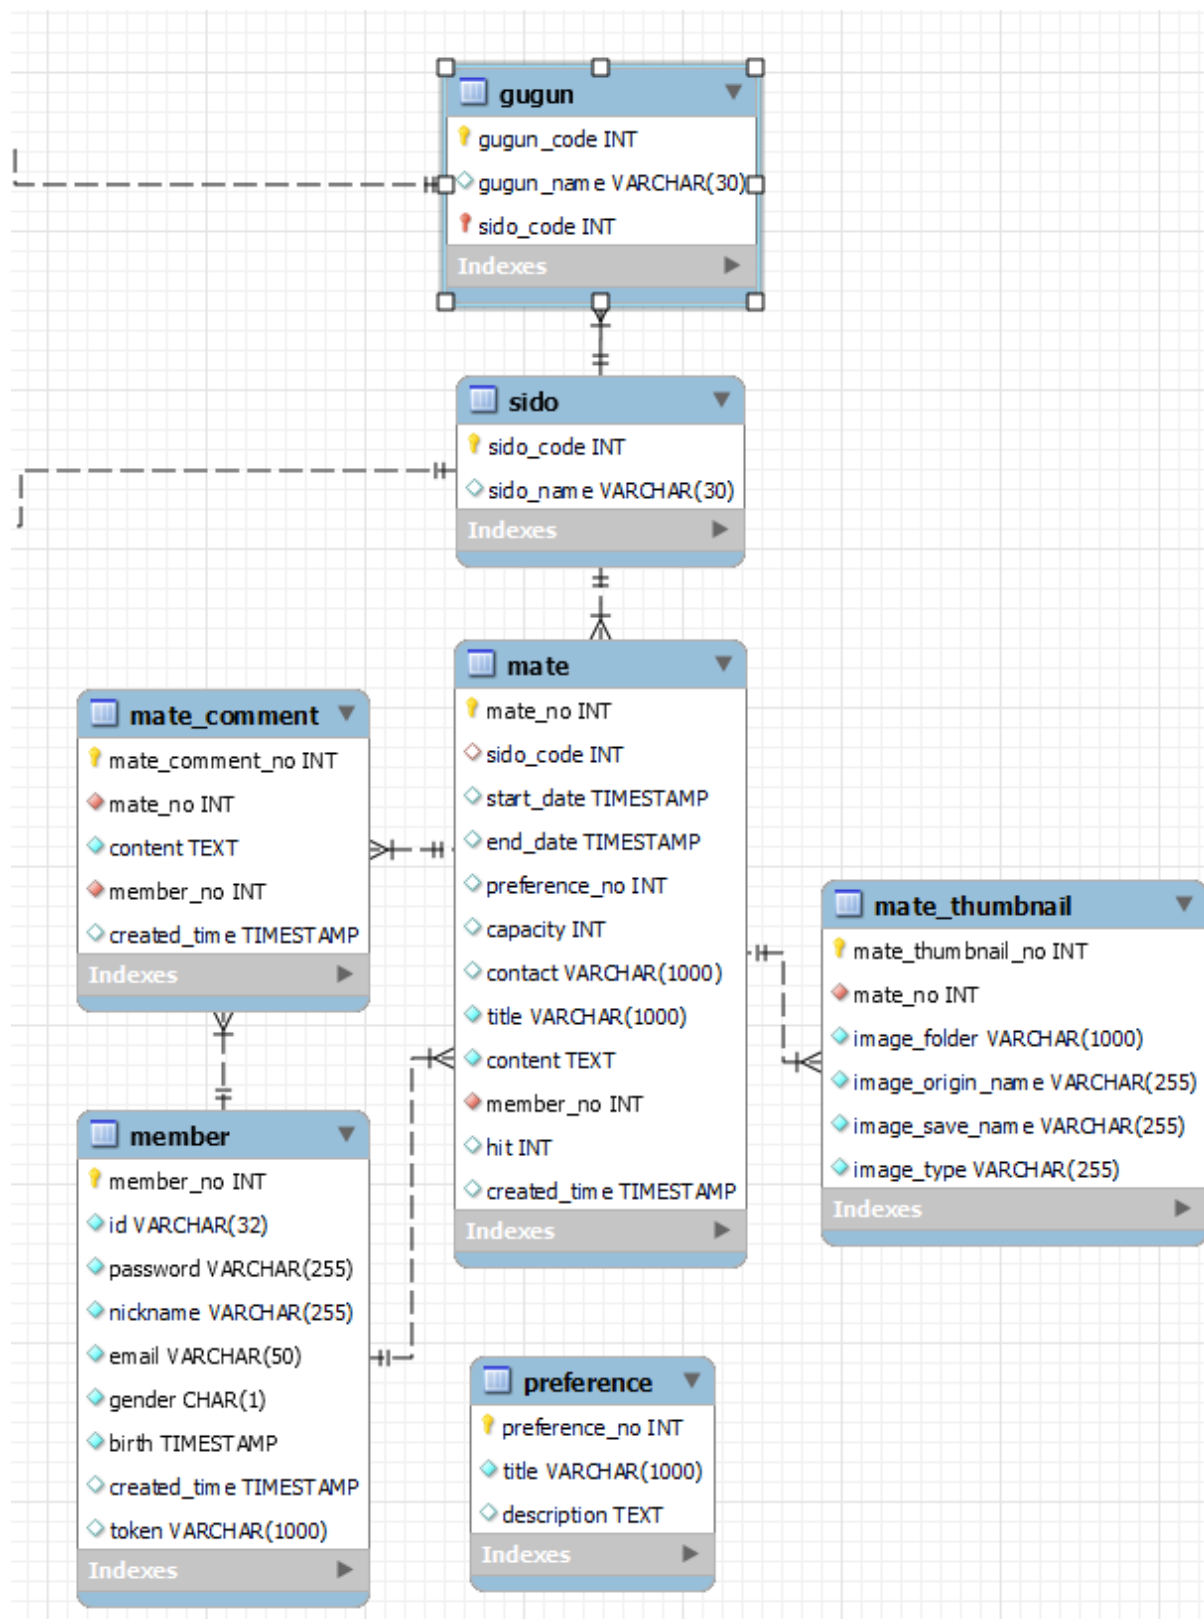 gugun
gugun_code INT
gugun_name VARCHAR(30)
sido_code INT
Indexes
sido
sido_code INT
sido_name VARCHAR(30)
Indexes
mate
mate_no INT
sido_code INT
start_date TIMESTAMP
end_date TIMESTAMP
preference_no INT
capacity INT
contact VARCHAR(1000)
title VARCHAR(1000)
content TEXT
member_no INT
hit INT
created_time TIMESTAMP
Indexes
mate_comment
mate_comment_no INT
mate_no INT
content TEXT
member_no INT
created_time TIMESTAMP
Indexes
mate_thumbnail
mate_thumbnail_no INT
mate_no INT
image_folder VARCHAR(1000)
image_origin_name VARCHAR(255)
image_save_name VARCHAR(255)
image_type VARCHAR(255)
Indexes
member
member_no INT
id VARCHAR(32)
password VARCHAR(255)
nickname VARCHAR(255)
email VARCHAR(50)
gender CHAR(1)
birth TIMESTAMP
created_time TIMESTAMP
token VARCHAR(1000)
Indexes
preference
preference_no INT
title VARCHAR(1000)
description TEXT
Indexes